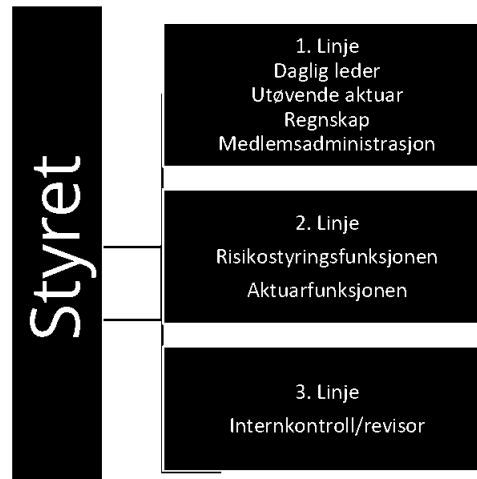 Styret
1. Linje
Daglig leder
Utøvende aktuar
Regnskap
Medlemsadministrasjon
2. Linje
Risikostyringsfunksjonen
Aktuarfunksjonen
3. Linje
Internkontroll/revisor